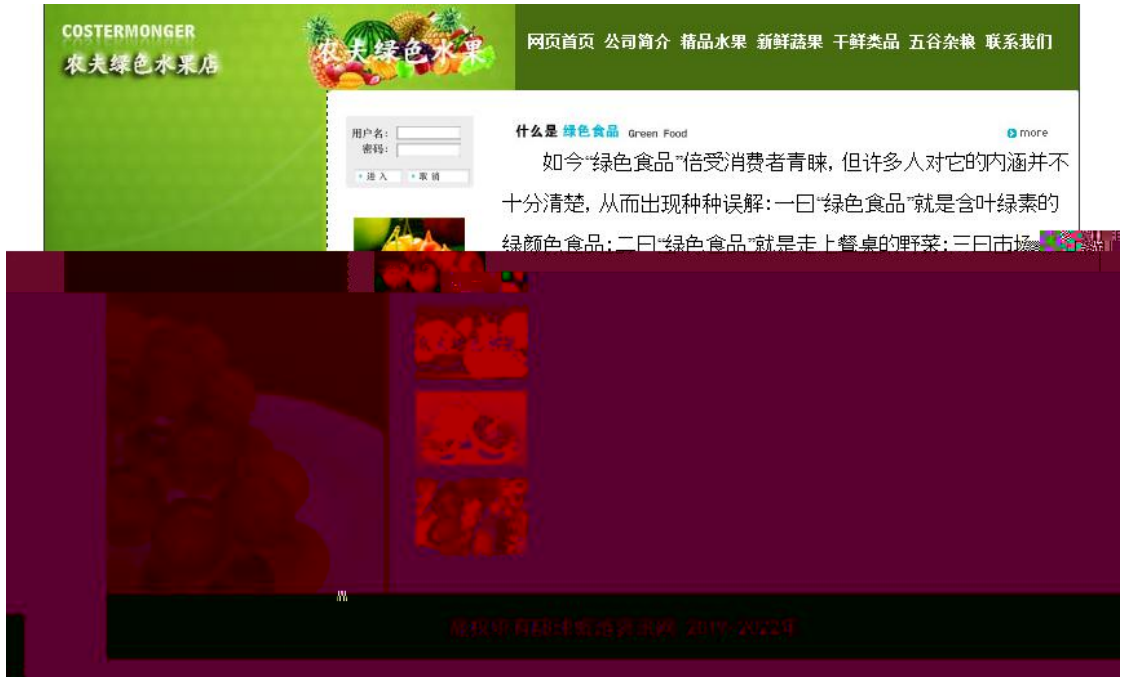 COSTERMONGER
农夫绿色水果店
农夫绿色水果
网页首页 公司简介 精品水果 新鲜蔬果 干鲜类品 五谷杂粮 联系我们
用户名：
密码：
进入 取消
什么是 绿色食品 Green Food
more
如今“绿色食品”倍受消费者青睐，但许多人对它的内涵并不
十分清楚，从而出现种种误解：一曰“绿色食品”就是含叶绿素的
绿颜色食品；二曰“绿色食品”就是走上餐桌的野菜；三曰市场
2019-2022年